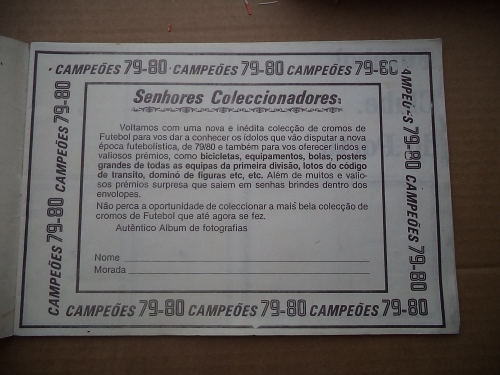 CAMPEÕES 79-80 · CAMPEÕES 79-80 CAMPEÕES 79-80
CAMPEÕES 79-80 CAMPEÕES 79-80
Senhores Coleccionadores:
Voltamos com uma nova e inédita colecção de cromos de
Futebol para vos dar a conhecer os ídolos que vão disputar a nova
época futebolística, de 79/80 e também para vos oferecer lindos e
valiosos prémios, como bicicletas, equipamentos, bolas, posters
grandes de todas as equipas da primeira divisão, lotos do código
de transito, dominó de figuras etc, etc. Além de muitos e valio-
sos prémios surpresa que saiem em senhas brindes dentro dos
envelopes.
Não perca a oportunidade de coleccionar a mais bela colecção de
cromos de Futebol que até agora se fez.
Autêntico Album de fotografias
Nome
Morada
AMPEÕES 79-80 CAMPEÕES 79-80
CAMPEÕES 79-80 CAMPEÕES 79-80 CAMPEÕES 79-80